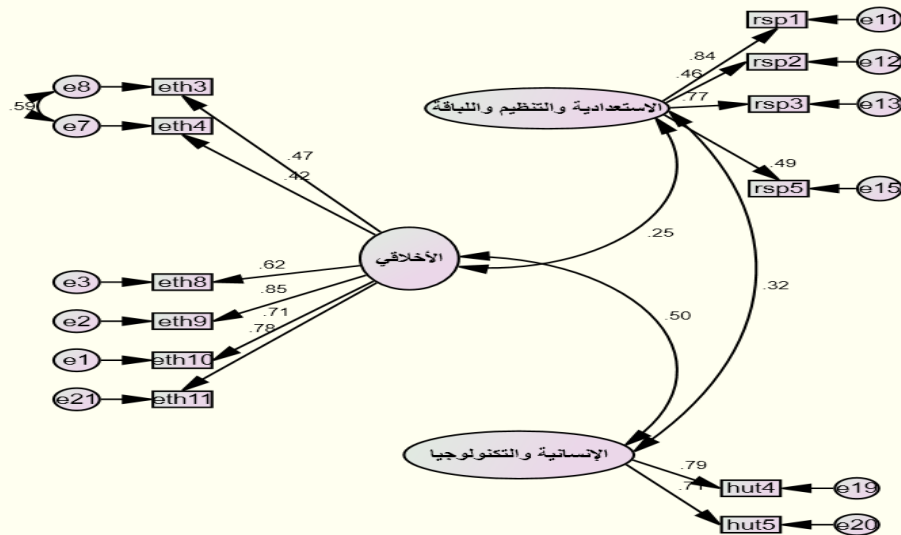 rsp1
e11
.84
rsp2
e12
.46
الاستعدادية والتنظيم واللباقة
.77
rsp3
e13
.49
rsp5
e15
e8
eth3
.59
e7
eth4
.47
.42
.25
الأخلاقي
.62
e3
eth8
.85
e2
eth9
.71
e1
eth10
.78
e21
eth11
.32
.50
الإنسانية والتكنولوجيا
.79
hut4
e19
.71
hut5
e20